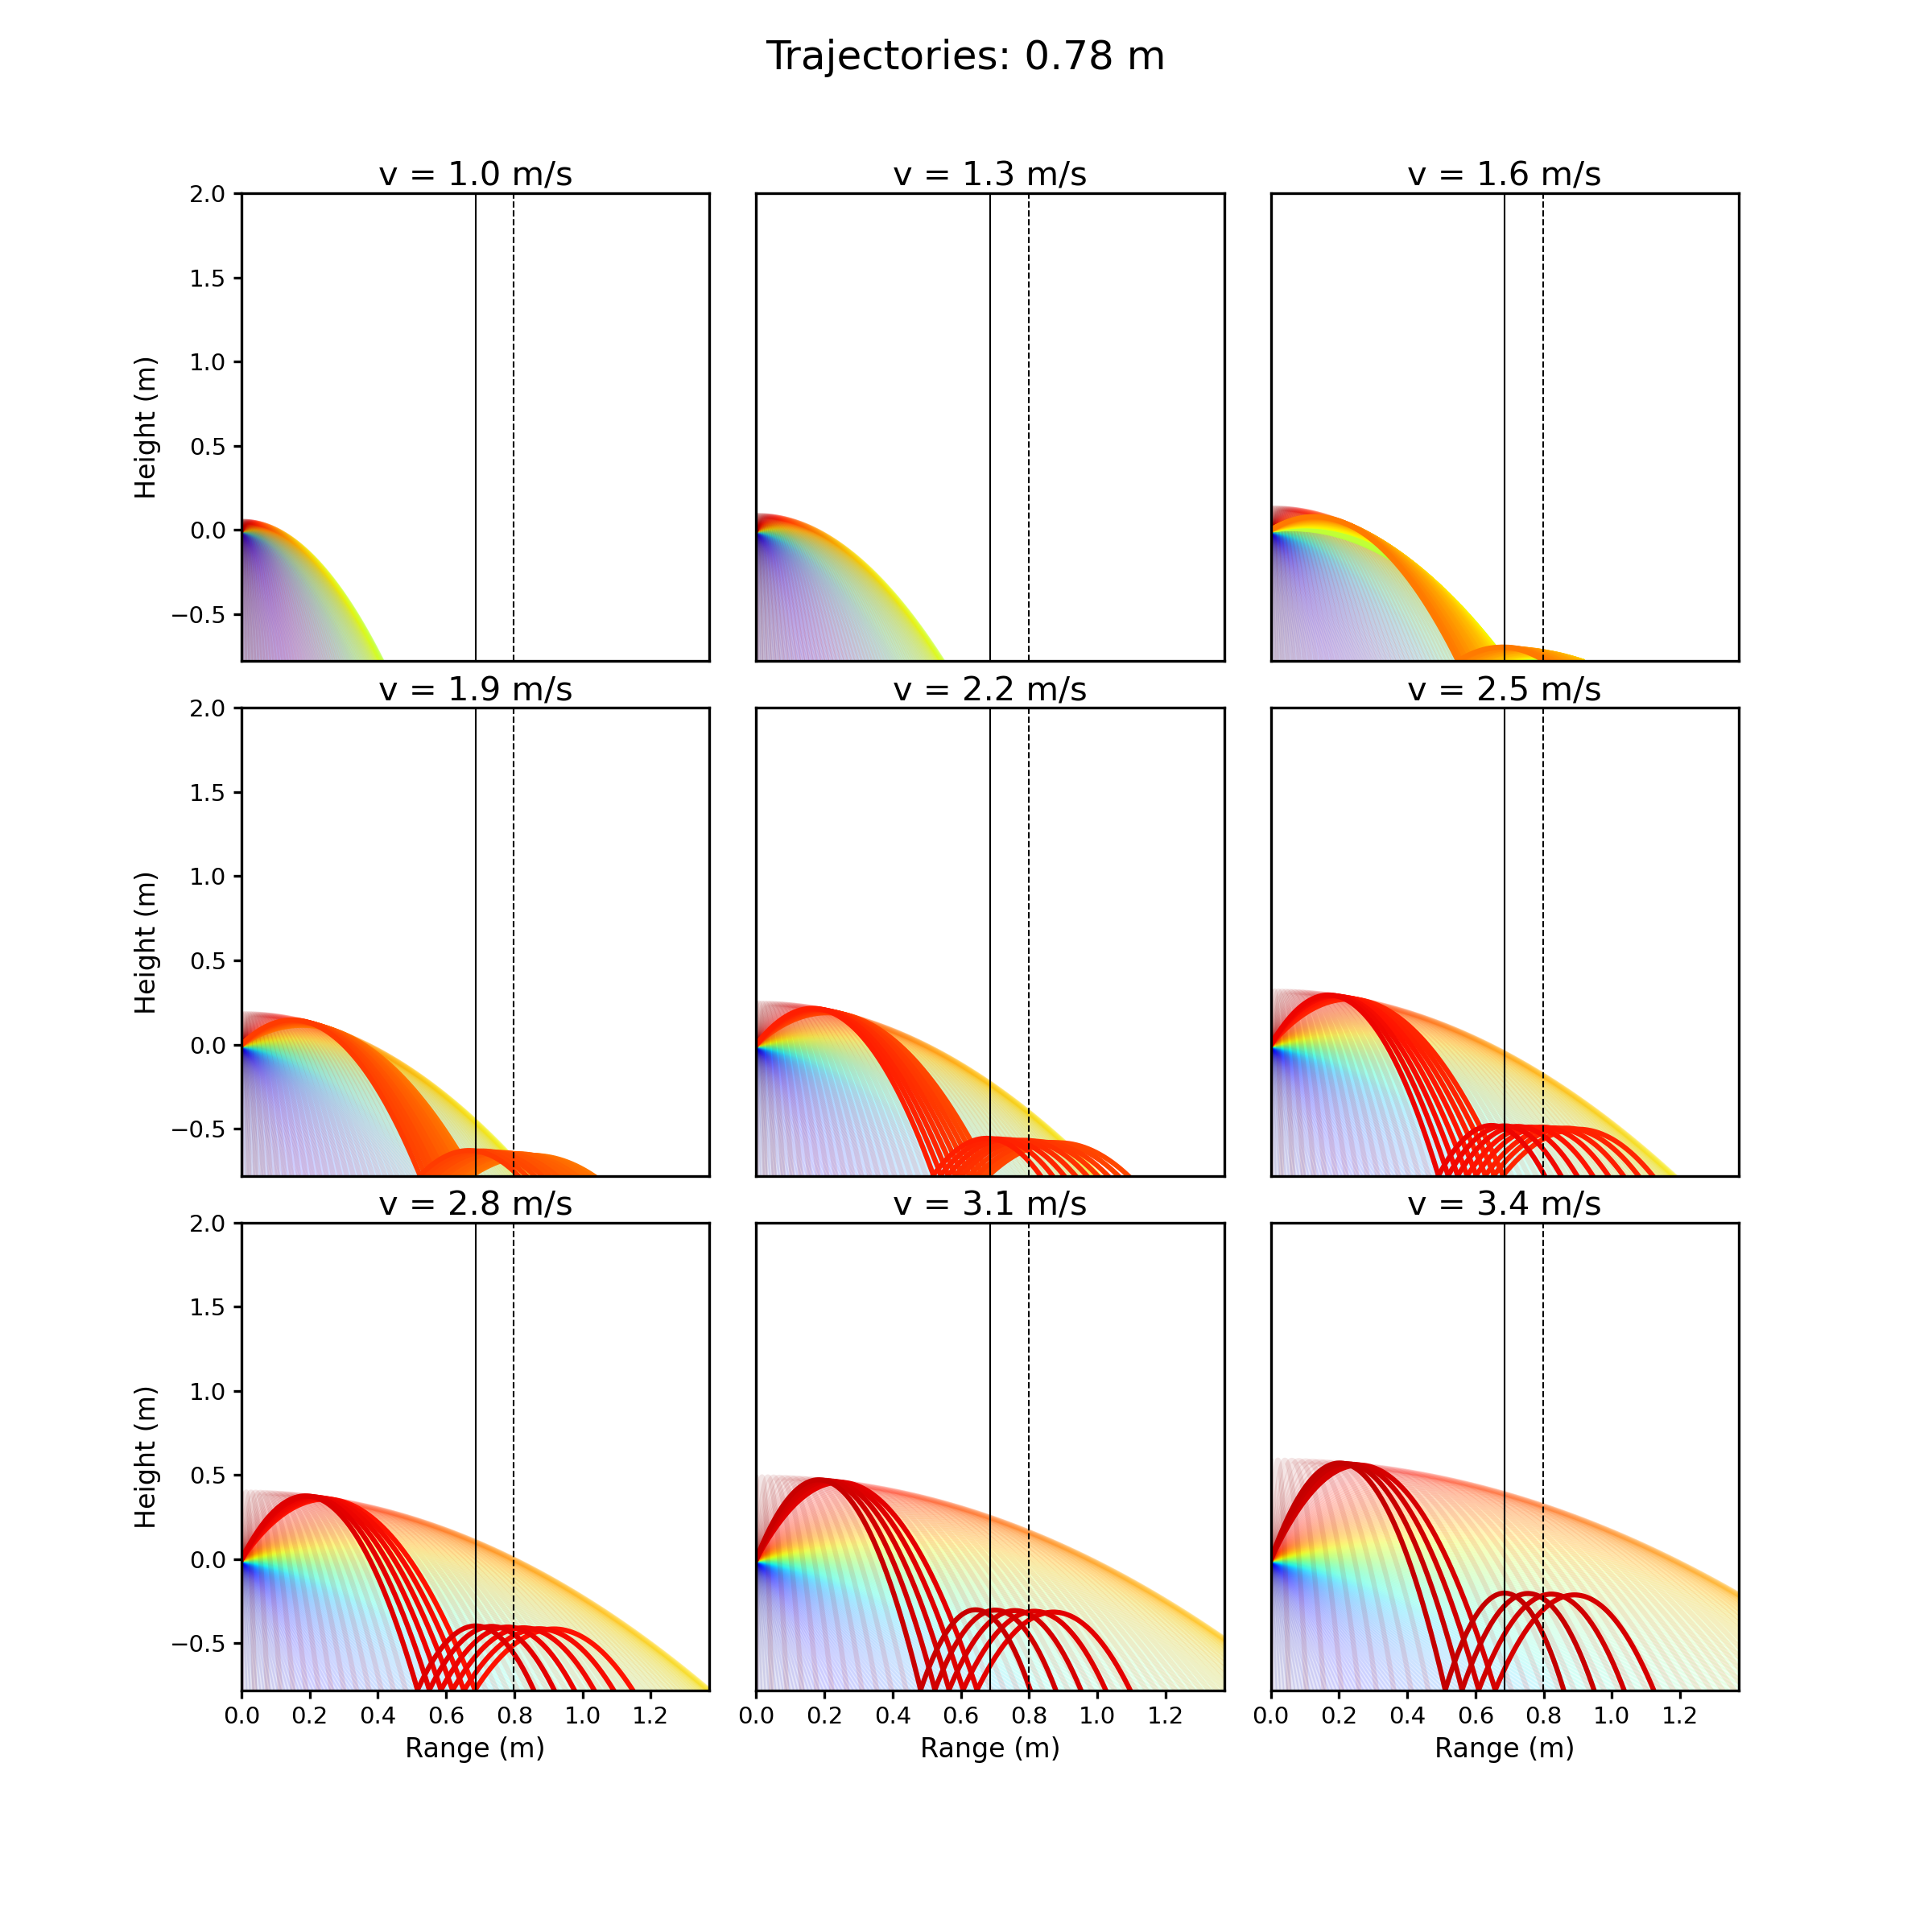 Trajectories: 0.78 m
v = 1.0 m/s
v = 1.3 m/s
v = 1.6 m/s
2.0
1.5
1.0
0.5
0.0
−0.5
Height (m)
v = 1.9 m/s
v = 2.2 m/s
v = 2.5 m/s
2.0
1.5
1.0
0.5
0.0
−0.5
Height (m)
v = 2.8 m/s
v = 3.1 m/s
v = 3.4 m/s
2.0
1.5
1.0
0.5
0.0
−0.5
Height (m)
0.0 0.2 0.4 0.6 0.8 1.0 1.2
0.0 0.2 0.4 0.6 0.8 1.0 1.2
0.0 0.2 0.4 0.6 0.8 1.0 1.2
Range (m)
Range (m)
Range (m)